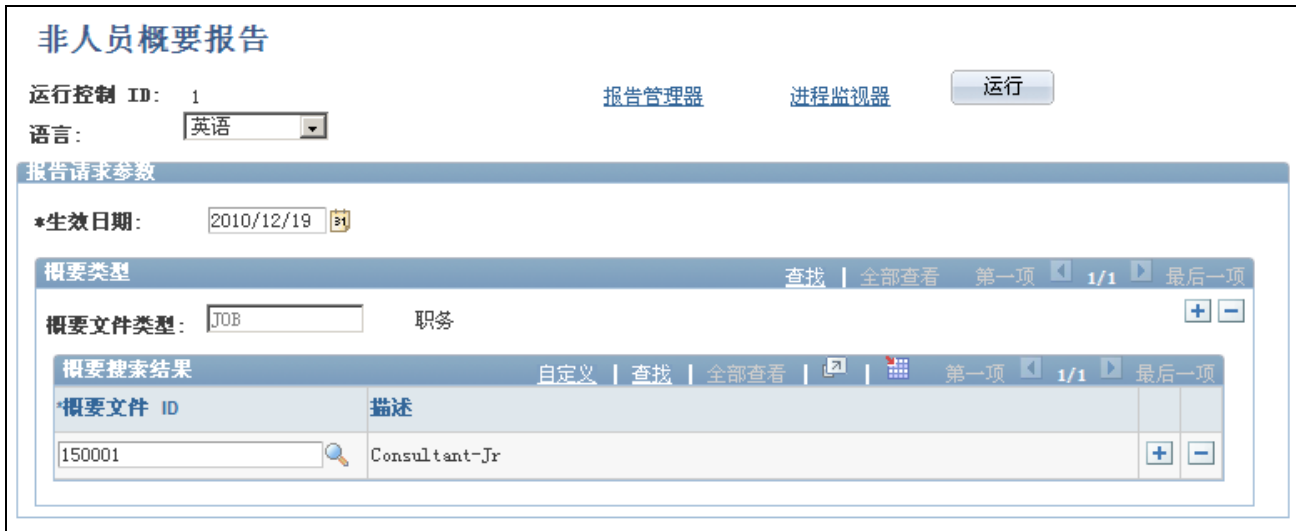 非人员概要报告
运行控制 ID: 1 报告管理器 进程监视器 运行
语言: 英语
报告请求参数
*生效日期: 2010/12/19 31
概要类型 查找 | 全部查看 第一项 1/1 最后一项
概要文件类型: JOB 职务
概要搜索结果 自定义 | 查找 | 全部查看 | | 第一项 1/1 最后一项
*概要文件 ID 描述
150001 Consultant-Jr